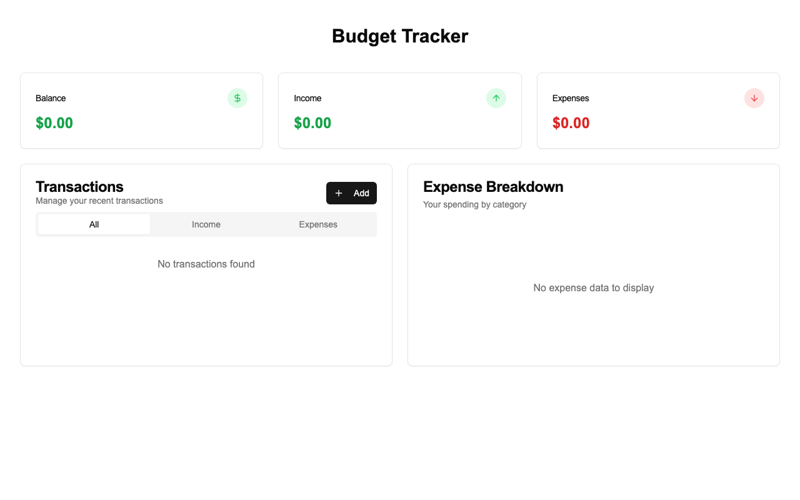 Budget Tracker
Balance
$0.00
Income
$0.00
Expenses
$0.00
Transactions
Manage your recent transactions
+ Add
All
Income
Expenses
No transactions found
Expense Breakdown
Your spending by category
No expense data to display